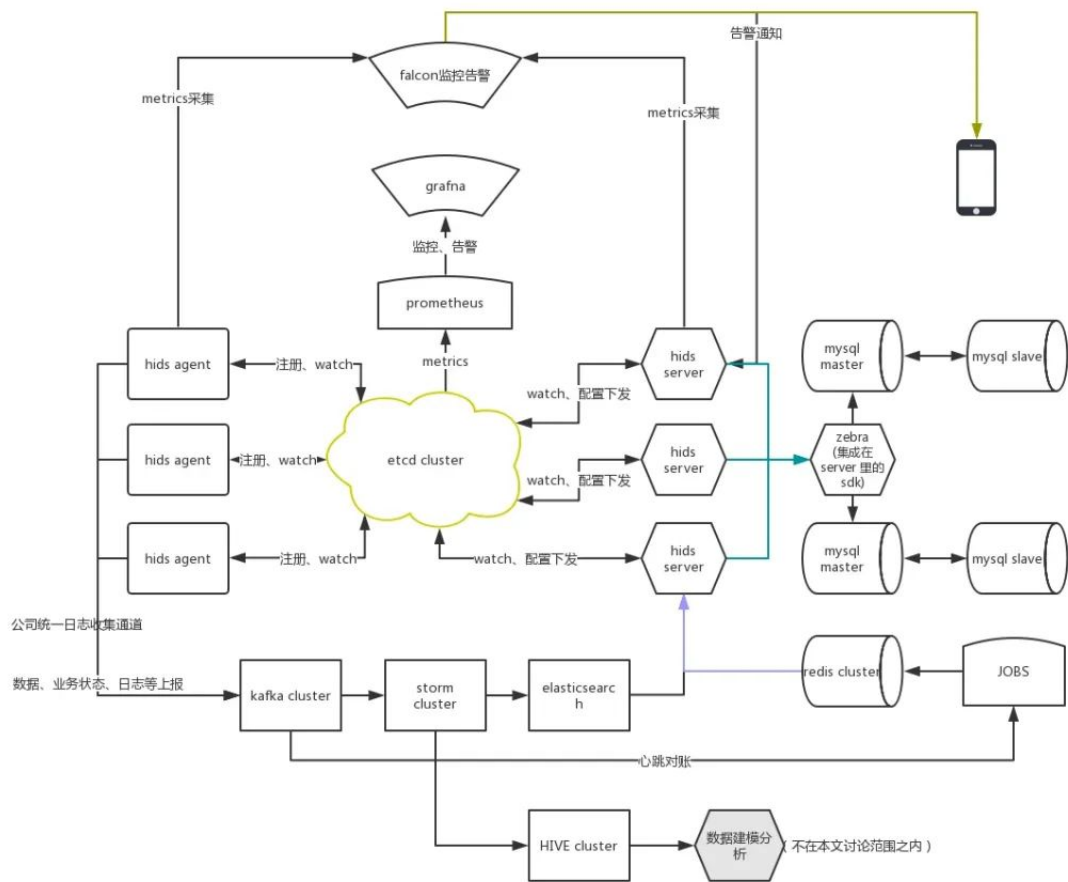 告警通知
falcon监控告警
metrics采集
metrics采集
grafna
监控、告警
prometheus
metrics
hids agent
注册、watch
hids
server
watch、配置下发
mysql
master
mysql slave
etcd cluster
hids agent
注册、watch
watch、配置下发
hids
server
zebra
(集成在
server 里的
sdk)
hids agent
注册、watch
watch、配置下发
hids
server
mysql
master
mysql slave
公司统一日志收集通道
数据、业务状态、日志等上报
kafka cluster
storm
cluster
elasticsearc
h
redis cluster
JOBS
心跳对账
HIVE cluster
数据建模分
析
（不在本文讨论范围之内）